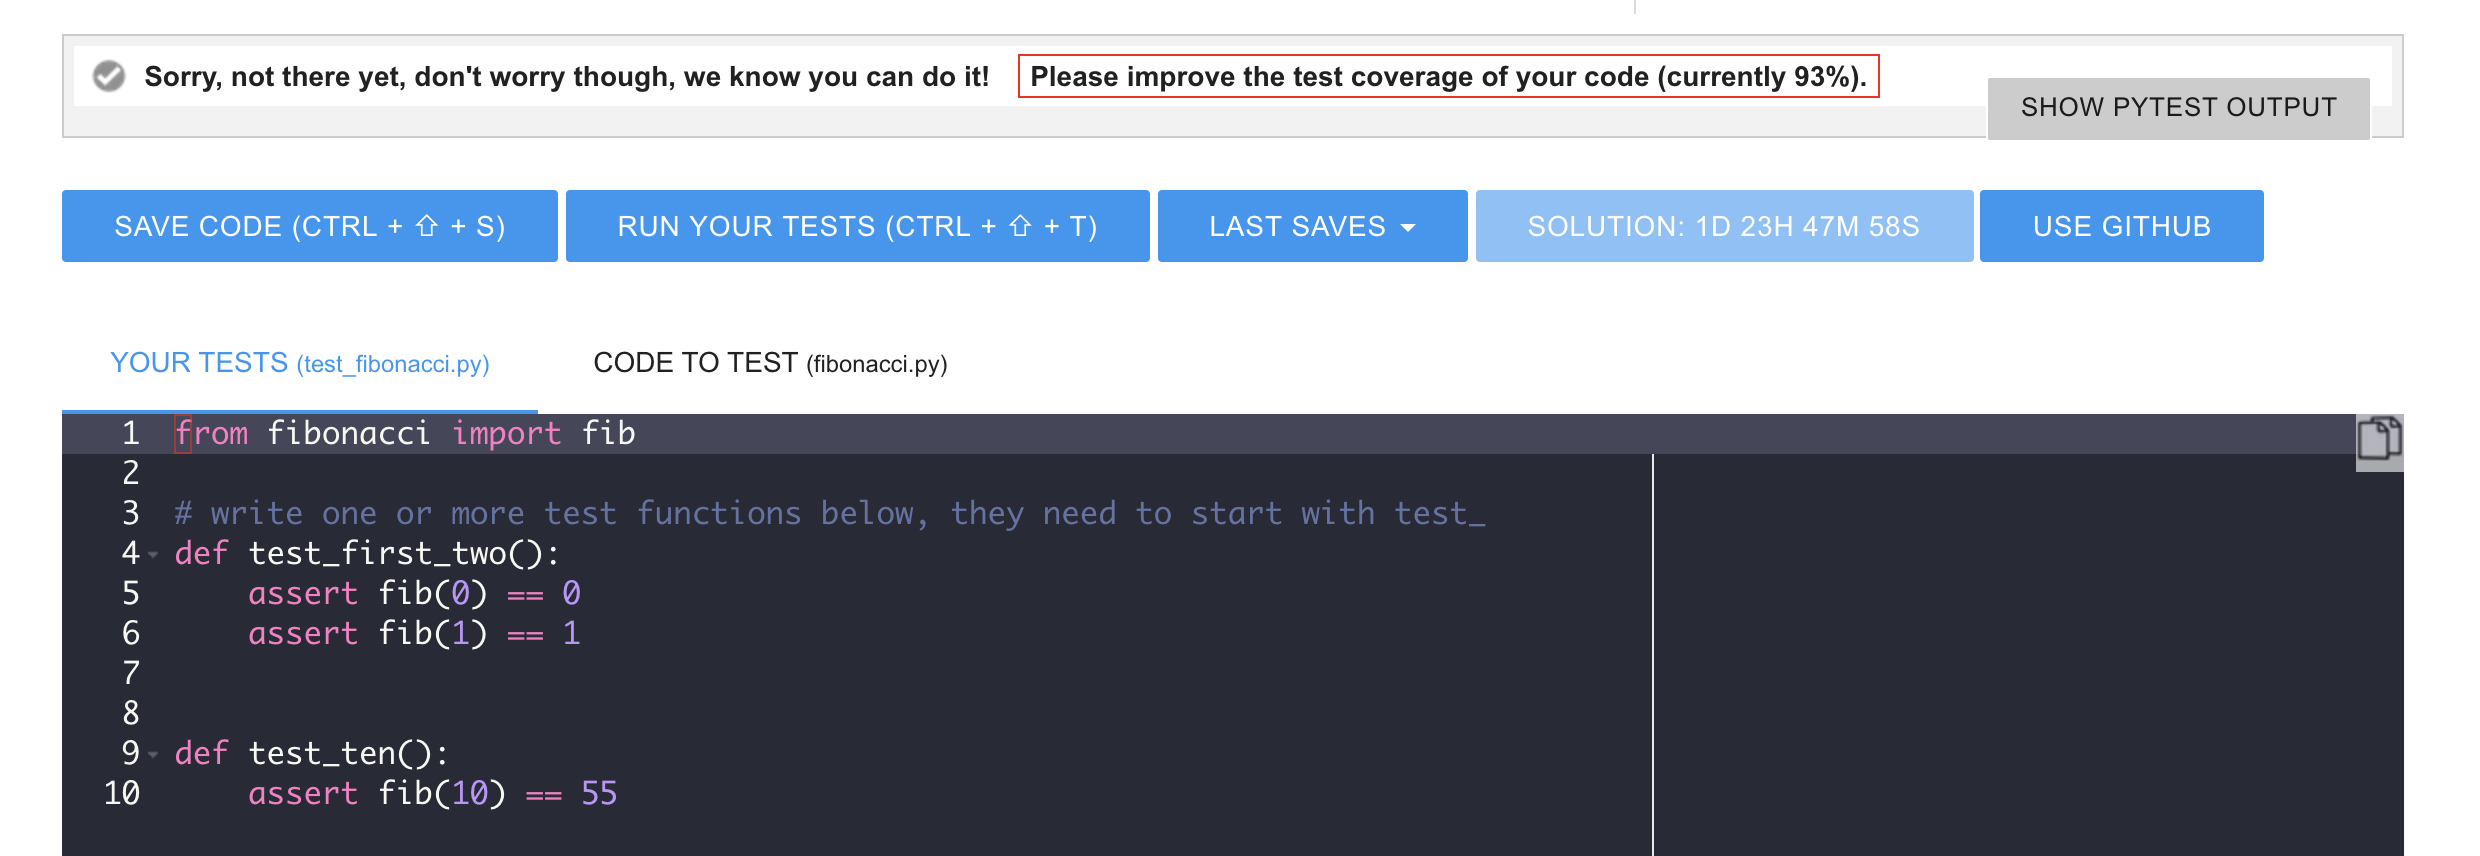 Sorry, not there yet, don't worry though, we know you can do it! Please improve the test coverage of your code (currently 93%).
SHOW PYTEST OUTPUT
SAVE CODE (CTRL + ⇧ + S) RUN YOUR TESTS (CTRL + ⇧ + T) LAST SAVES SOLUTION: 1D 23H 47M 58S USE GITHUB
YOUR TESTS (test_fibonacci.py) CODE TO TEST (fibonacci.py)
1 from fibonacci import fib
2
3 # write one or more test functions below, they need to start with test_
4 def test_first_two():
5     assert fib(0) == 0
6     assert fib(1) == 1
7
8
9 def test_ten():
10     assert fib(10) == 55